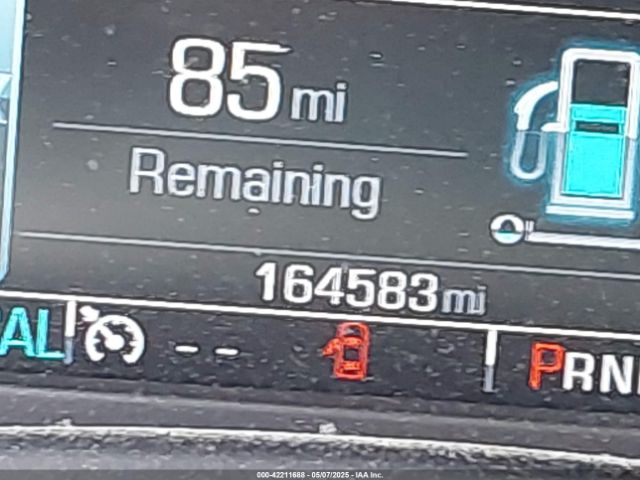 85 mi
Remaining
164583 mi
AL -- PRN
000-42211688 - 05/07/2025 - IAA Inc.